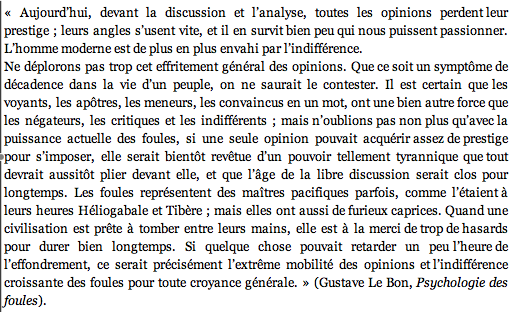 « Aujourd’hui, devant la discussion et l’analyse, toutes les opinions perdent leur
prestige ; leurs angles s’usent vite, et il en survit bien peu qui nous puissent passionner.
L’homme moderne est de plus en plus envahi par l’indifférence.
Ne déplorons pas trop cet effritement général des opinions. Que ce soit un symptôme de
décadence dans la vie d’un peuple, on ne saurait le contester. Il est certain que les
voyants, les apôtres, les meneurs, les convaincus en un mot, ont une bien autre force que
les négateurs, les critiques et les indifférents ; mais n’oublions pas non plus qu’avec la
puissance actuelle des foules, si une seule opinion pouvait acquérir assez de prestige
pour s’imposer, elle serait bientôt revêtue d’un pouvoir tellement tyrannique que tout
devrait aussitôt plier devant elle, et que l’âge de la libre discussion serait clos pour
longtemps. Les foules représentent des maîtres pacifiques parfois, comme l’étaient à
leurs heures Héliogabale et Tibère ; mais elles ont aussi de furieux caprices. Quand une
civilisation est prête à tomber entre leurs mains, elle est à la merci de trop de hasards
pour durer bien longtemps. Si quelque chose pouvait retarder un peu l’heure de
l’effondrement, ce serait précisément l’extrême mobilité des opinions et l’indifférence
croissante des foules pour toute croyance générale. » (Gustave Le Bon, Psychologie des
foules).